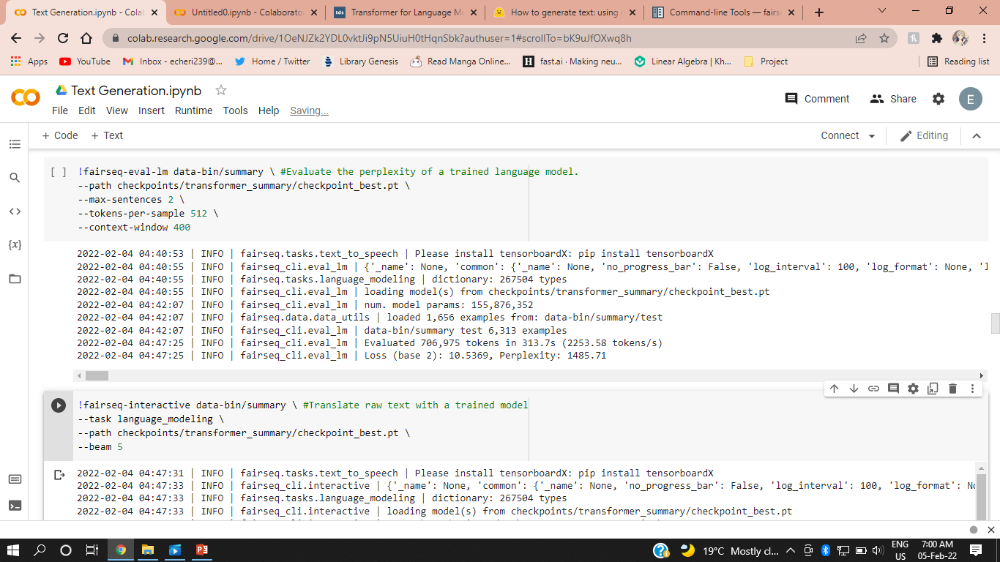 Text Generation.ipynb - Colab
Untitled0.ipynb - Colaborato
tds Transformer for Language Mo
How to generate text: using
Command-line Tools — fairs
colab.research.google.com/drive/1OeNJZk2YDL0vktJi9pN5UiuH0tHqnSbk?authuser=1#scrollTo=bK9uJfOXwq8h
Apps YouTube Inbox - echeri239@... Home / Twitter Library Genesis Read Manga Online... H fast.ai · Making neu... Linear Algebra | Kh... Project Reading list
CO Text Generation.ipynb
Comment Share E
File Edit View Insert Runtime Tools Help Saving...
+ Code + Text Connect Editing
[ ] !fairseq-eval-lm data-bin/summary \ #Evaluate the perplexity of a trained language model.
--path checkpoints/transformer_summary/checkpoint_best.pt \
--max-sentences 2 \
--tokens-per-sample 512 \
--context-window 400
2022-02-04 04:40:53 | INFO | fairseq.tasks.text_to_speech | Please install tensorboardX: pip install tensorboardX
2022-02-04 04:40:55 | INFO | fairseq_cli.eval_lm | {'_name': None, 'common': {'_name': None, 'no_progress_bar': False, 'log_interval': 100, 'log_format': None, 'l
2022-02-04 04:40:55 | INFO | fairseq.tasks.language_modeling | dictionary: 267504 types
2022-02-04 04:40:55 | INFO | fairseq_cli.eval_lm | loading model(s) from checkpoints/transformer_summary/checkpoint_best.pt
2022-02-04 04:42:07 | INFO | fairseq_cli.eval_lm | num. model params: 155,876,352
2022-02-04 04:42:07 | INFO | fairseq.data.data_utils | loaded 1,656 examples from: data-bin/summary/test
2022-02-04 04:42:07 | INFO | fairseq_cli.eval_lm | data-bin/summary test 6,313 examples
2022-02-04 04:47:25 | INFO | fairseq_cli.eval_lm | Evaluated 706,975 tokens in 313.7s (2253.58 tokens/s)
2022-02-04 04:47:25 | INFO | fairseq_cli.eval_lm | Loss (base 2): 10.5369, Perplexity: 1485.71
!fairseq-interactive data-bin/summary \ #Translate raw text with a trained model
--task language_modeling \
--path checkpoints/transformer_summary/checkpoint_best.pt \
--beam 5
2022-02-04 04:47:31 | INFO | fairseq.tasks.text_to_speech | Please install tensorboardX: pip install tensorboardX
2022-02-04 04:47:33 | INFO | fairseq_cli.interactive | {'_name': None, 'common': {'_name': None, 'no_progress_bar': False, 'log_interval': 100, 'log_format': No
2022-02-04 04:47:33 | INFO | fairseq.tasks.language_modeling | dictionary: 267504 types
2022-02-04 04:47:33 | INFO | fairseq_cli.interactive | loading model(s) from checkpoints/transformer_summary/checkpoint_best.pt
19°C Mostly cl... ENG 7:00 AM
US 05-Feb-22